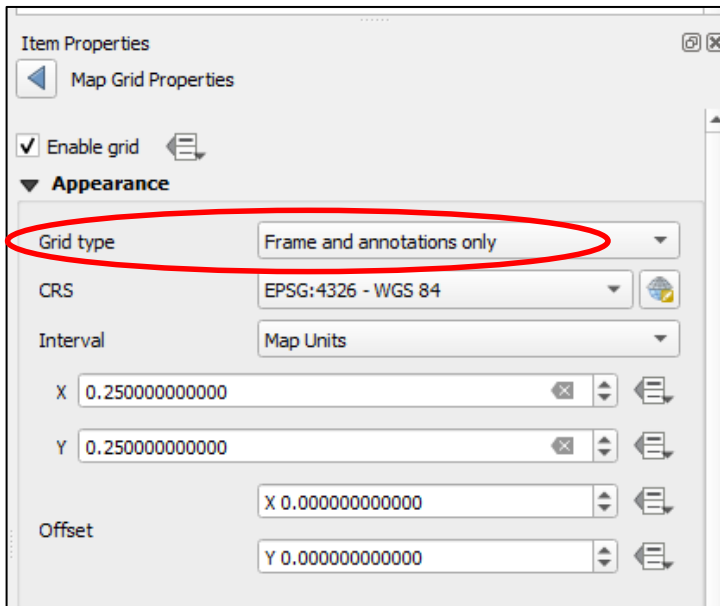 Item Properties
Map Grid Properties
Enable grid
Appearance
Grid type Frame and annotations only
CRS EPSG:4326 - WGS 84
Interval Map Units
X 0.250000000000
Y 0.250000000000
X 0.000000000000
Offset
Y 0.000000000000